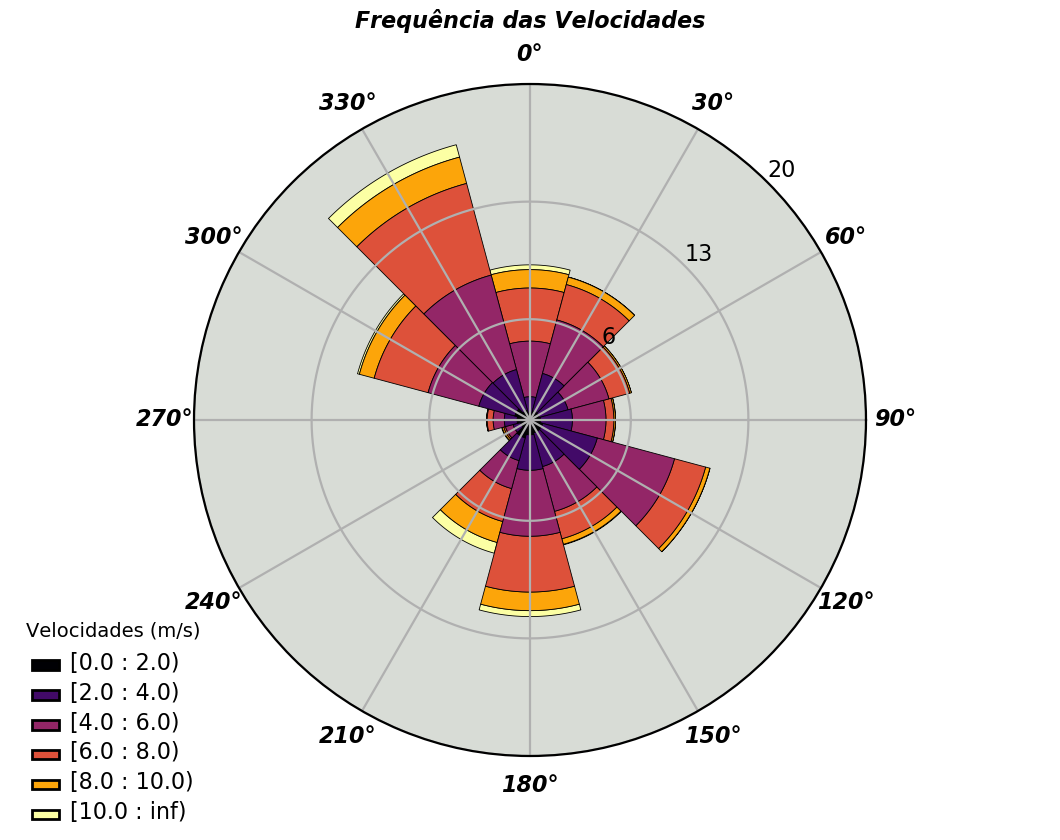 Frequência das Velocidades
0°
330°
30°
20
300°
60°
13
6
270°
90°
240°
120°
210°
150°
180°
Velocidades (m/s)
[0.0 : 2.0)
[2.0 : 4.0)
[4.0 : 6.0)
[6.0 : 8.0)
[8.0 : 10.0)
[10.0 : inf)